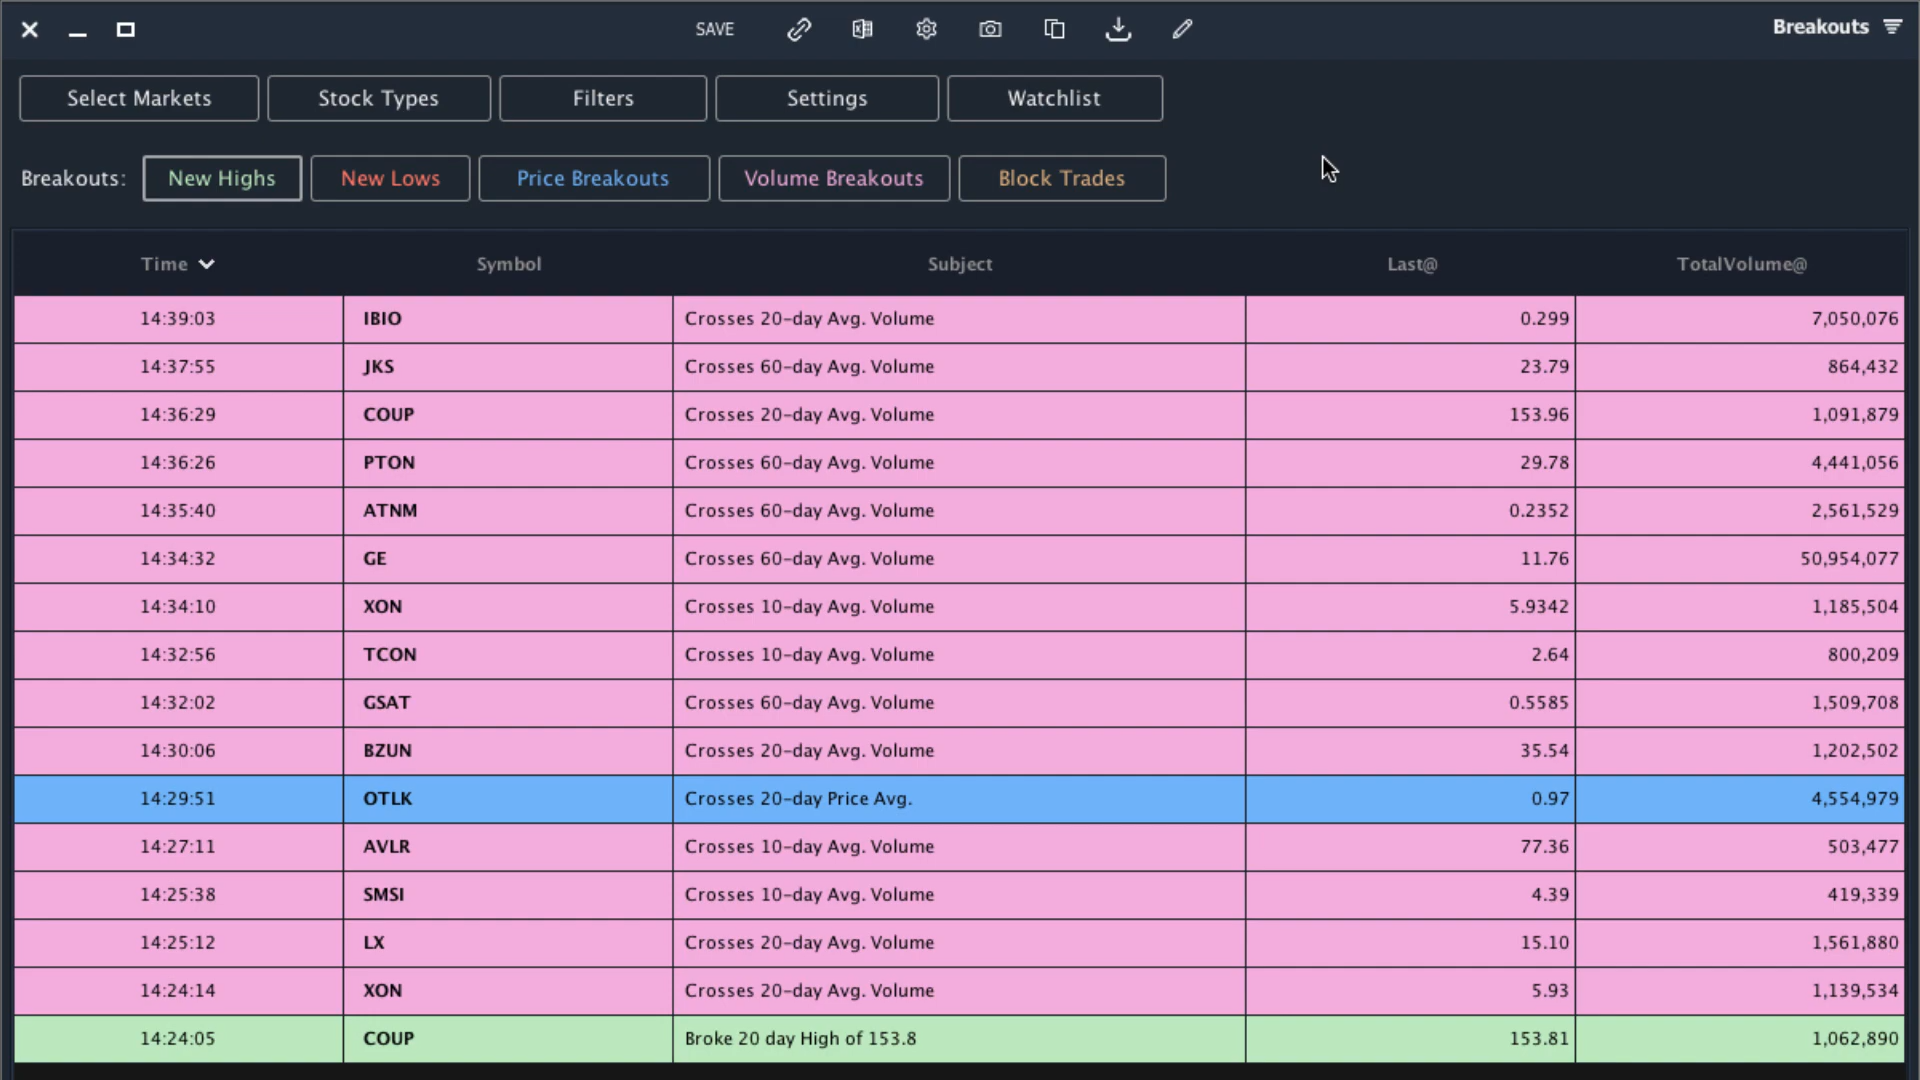 SAVE
Breakouts
Select Markets Stock Types Filters Settings Watchlist
Breakouts: New Highs New Lows Price Breakouts Volume Breakouts Block Trades
Time Symbol Subject Last@ TotalVolume@
14:39:03 IBIO Crosses 20-day Avg. Volume 0.299 7,050,076
14:37:55 JKS Crosses 60-day Avg. Volume 23.79 864,432
14:36:29 COUP Crosses 20-day Avg. Volume 153.96 1,091,879
14:36:26 PTON Crosses 60-day Avg. Volume 29.78 4,441,056
14:35:40 ATNM Crosses 60-day Avg. Volume 0.2352 2,561,529
14:34:32 GE Crosses 60-day Avg. Volume 11.76 50,954,077
14:34:10 XON Crosses 10-day Avg. Volume 5.9342 1,185,504
14:32:56 TCON Crosses 10-day Avg. Volume 2.64 800,209
14:32:02 GSAT Crosses 60-day Avg. Volume 0.5585 1,509,708
14:30:06 BZUN Crosses 20-day Avg. Volume 35.54 1,202,502
14:29:51 OTLK Crosses 20-day Price Avg. 0.97 4,554,979
14:27:11 AVLR Crosses 10-day Avg. Volume 77.36 503,477
14:25:38 SMSI Crosses 10-day Avg. Volume 4.39 419,339
14:25:12 LX Crosses 20-day Avg. Volume 15.10 1,561,880
14:24:14 XON Crosses 20-day Avg. Volume 5.93 1,139,534
14:24:05 COUP Broke 20 day High of 153.8 153.81 1,062,890